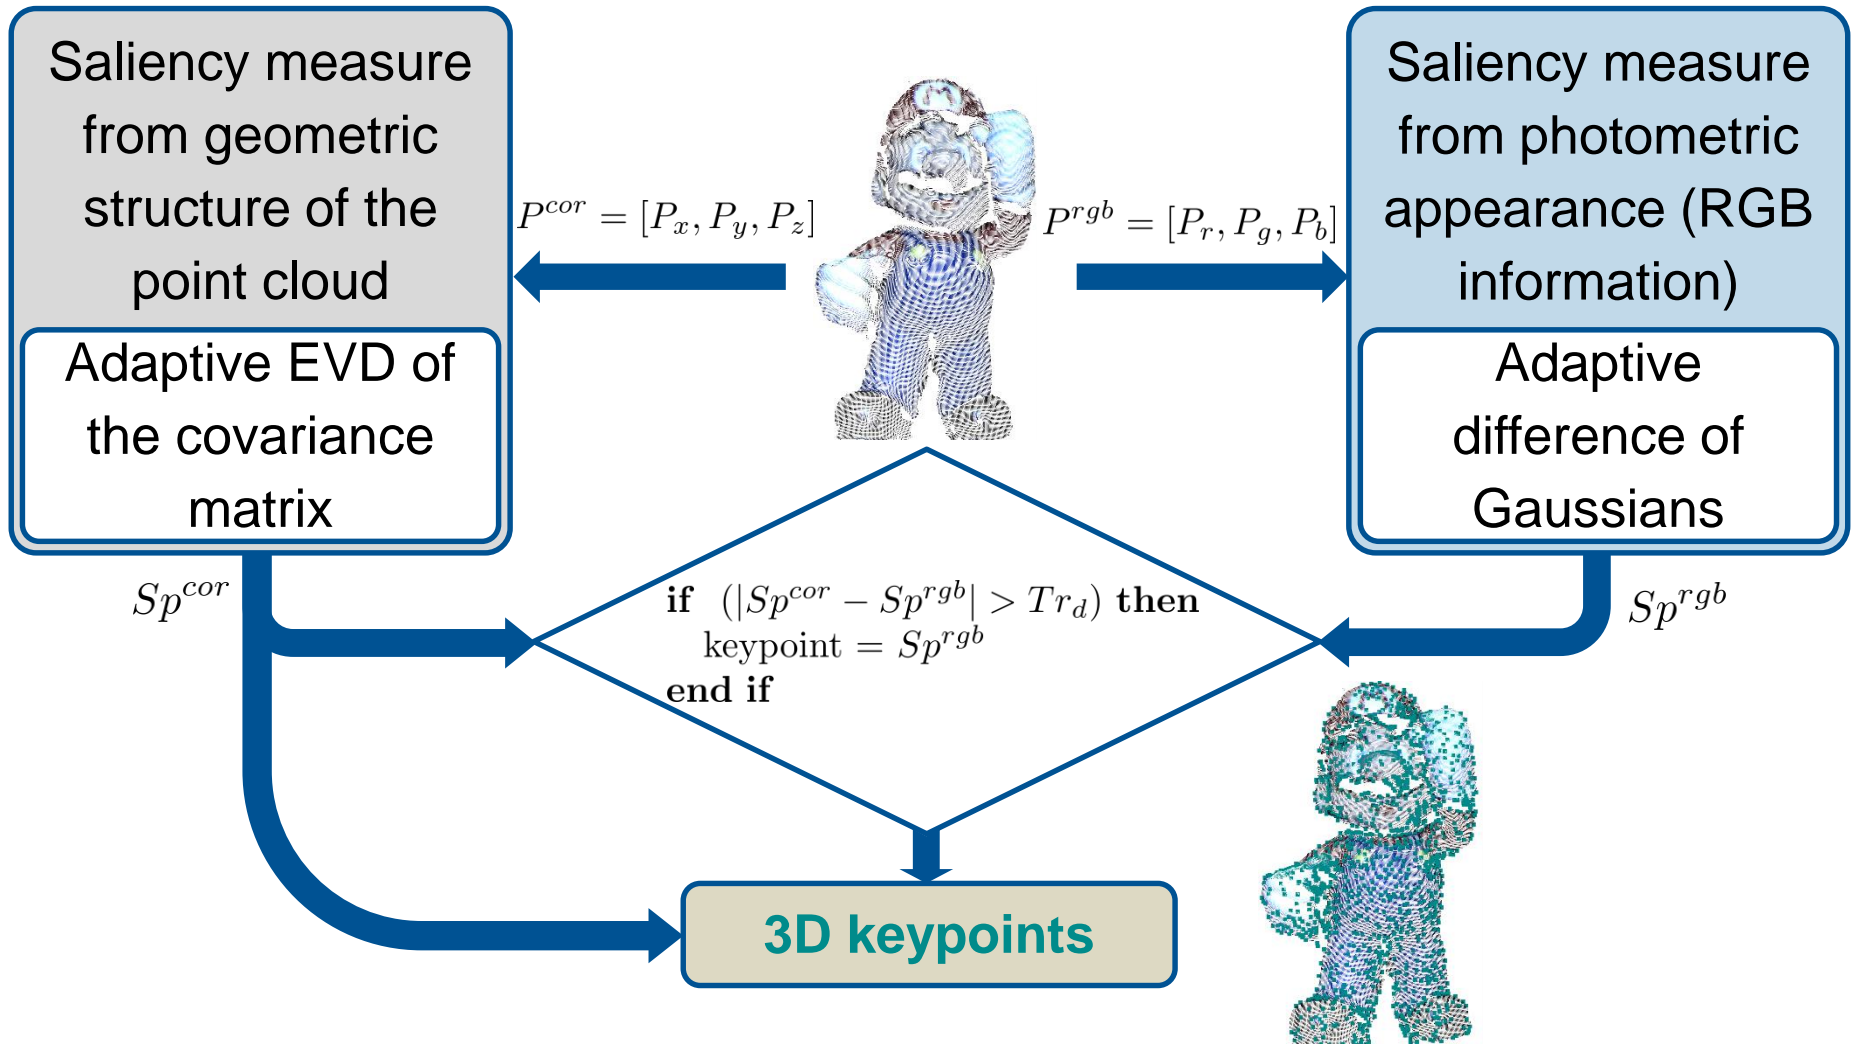 Saliency measure
from geometric
structure of the
point cloud
Adaptive EVD of
the covariance
matrix
P^{cor} = [P_x, P_y, P_z]
P^{rgb} = [P_r, P_g, P_b]
Saliency measure
from photometric
appearance (RGB
information)
Adaptive
difference of
Gaussians
Sp^{cor}
if (|Sp^{cor} − Sp^{rgb}| > Tr_d) then
keypoint = Sp^{rgb}
end if
Sp^{rgb}
3D keypoints